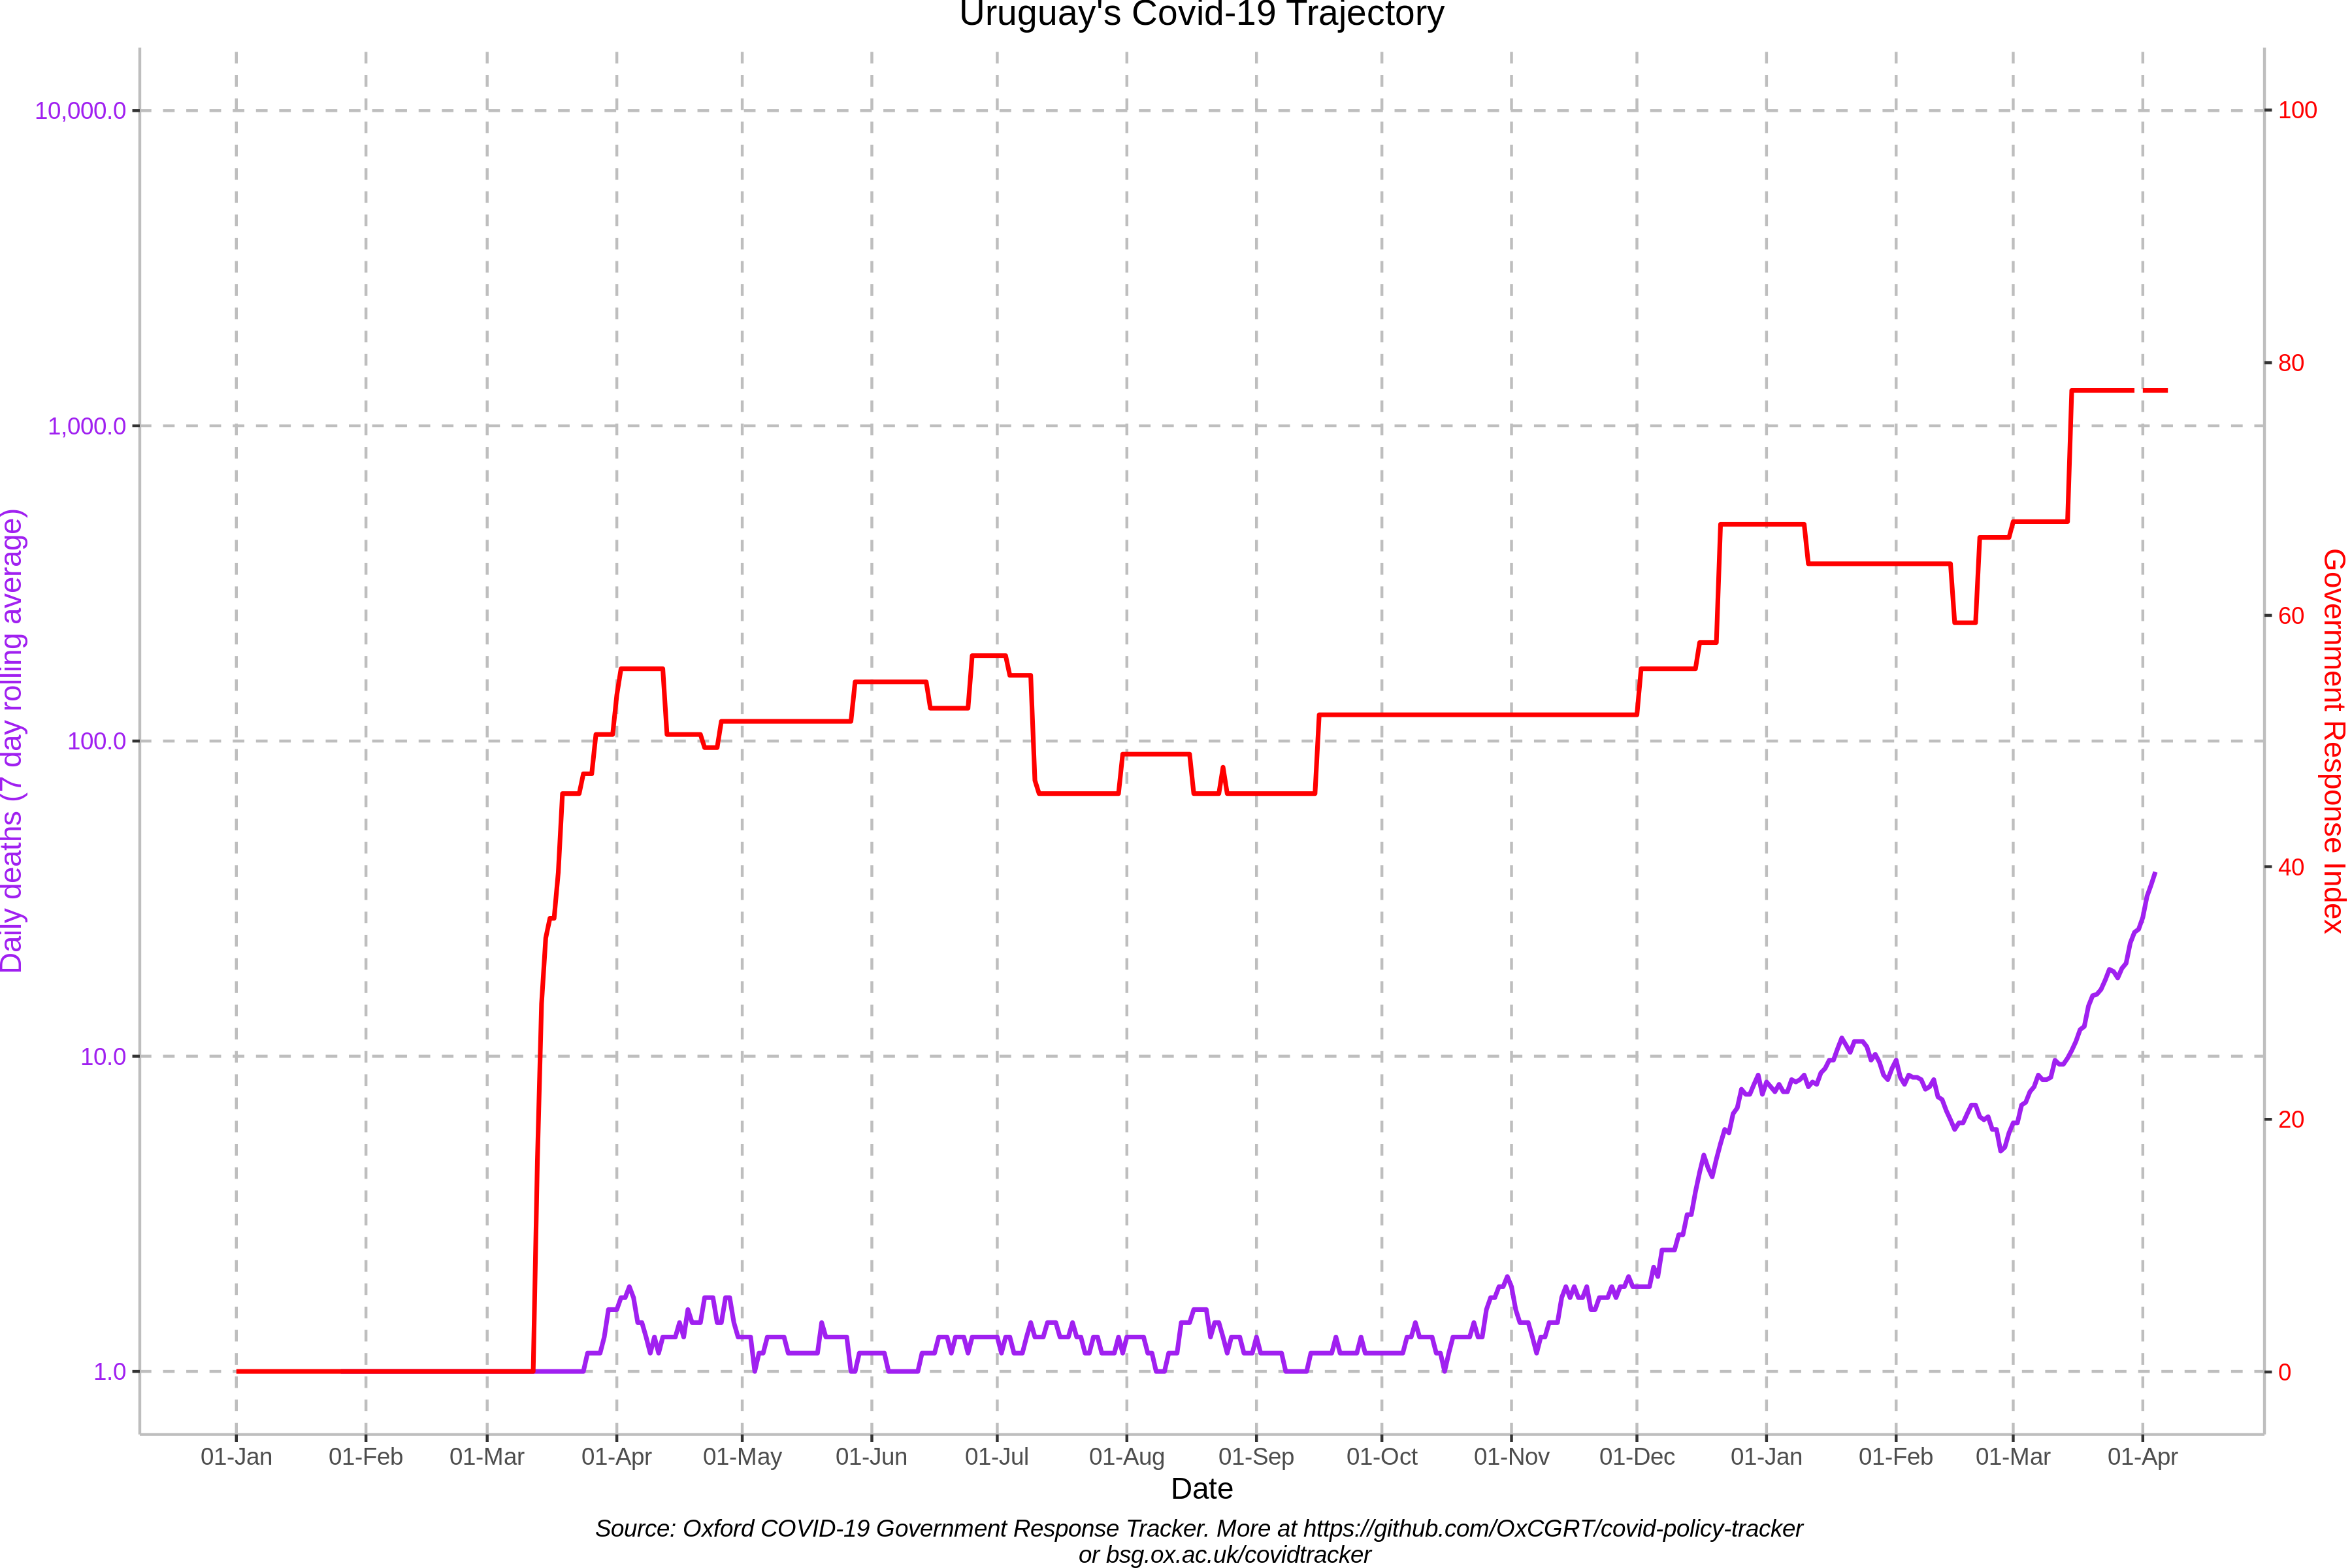 Uruguay's Covid-19 Trajectory
10,000.0
1,000.0
100.0
10.0
1.0
Daily deaths (7 day rolling average)
100
80
60
40
20
0
Government Response Index
01-Jan 01-Feb 01-Mar 01-Apr 01-May 01-Jun 01-Jul 01-Aug 01-Sep 01-Oct 01-Nov 01-Dec 01-Jan 01-Feb 01-Mar 01-Apr
Date
Source: Oxford COVID-19 Government Response Tracker. More at https://github.com/OxCGRT/covid-policy-tracker
or bsg.ox.ac.uk/covidtracker